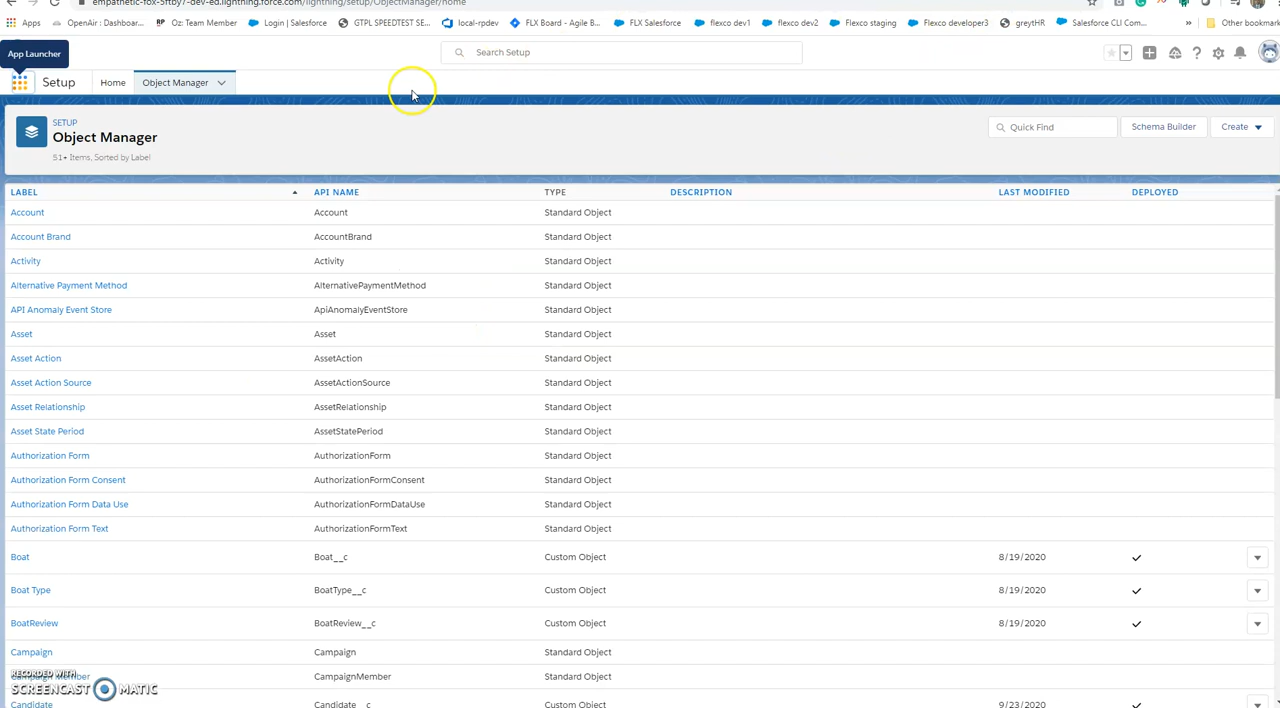 empathetic-fox-5ftby7-dev-ed.lightning.force.com/lightning/setup/ObjectManager/home
Apps OpenAir : Dashboar... Oz: Team Member Login | Salesforce GTPL SPEEDTEST SE... local-rpdev FLX Board - Agile B... FLX Salesforce flexco dev1 flexco dev2 Flexco staging Flexco developer3 greytHR Salesforce CLI Com... » Other bookmark
App Launcher
Search Setup
Setup Home Object Manager
SETUP
Object Manager
51+ Items, Sorted by Label
Quick Find Schema Builder Create
LABEL API NAME TYPE DESCRIPTION LAST MODIFIED DEPLOYED
Account Account Standard Object
Account Brand AccountBrand Standard Object
Activity Activity Standard Object
Alternative Payment Method AlternativePaymentMethod Standard Object
API Anomaly Event Store ApiAnomalyEventStore Standard Object
Asset Asset Standard Object
Asset Action AssetAction Standard Object
Asset Action Source AssetActionSource Standard Object
Asset Relationship AssetRelationship Standard Object
Asset State Period AssetStatePeriod Standard Object
Authorization Form AuthorizationForm Standard Object
Authorization Form Consent AuthorizationFormConsent Standard Object
Authorization Form Data Use AuthorizationFormDataUse Standard Object
Authorization Form Text AuthorizationFormText Standard Object
Boat Boat__c Custom Object 8/19/2020
Boat Type BoatType__c Custom Object 8/19/2020
BoatReview BoatReview__c Custom Object 8/19/2020
Campaign Campaign Standard Object
Campaign Member CampaignMember Standard Object
RECORDED WITH
SCREENCAST MATIC
Candidate Candidate__c Custom Object 9/23/2020